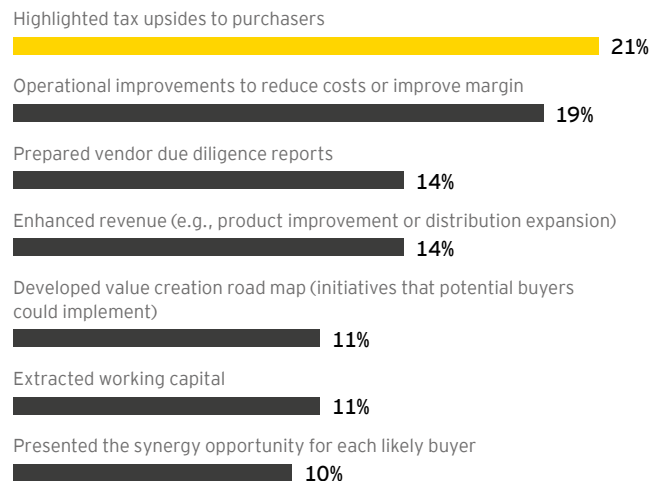 Highlighted tax upsides to purchasers
21%
Operational improvements to reduce costs or improve margin
19%
Prepared vendor due diligence reports
14%
Enhanced revenue (e.g., product improvement or distribution expansion)
14%
Developed value creation road map (initiatives that potential buyers
could implement)
11%
Extracted working capital
11%
Presented the synergy opportunity for each likely buyer
10%